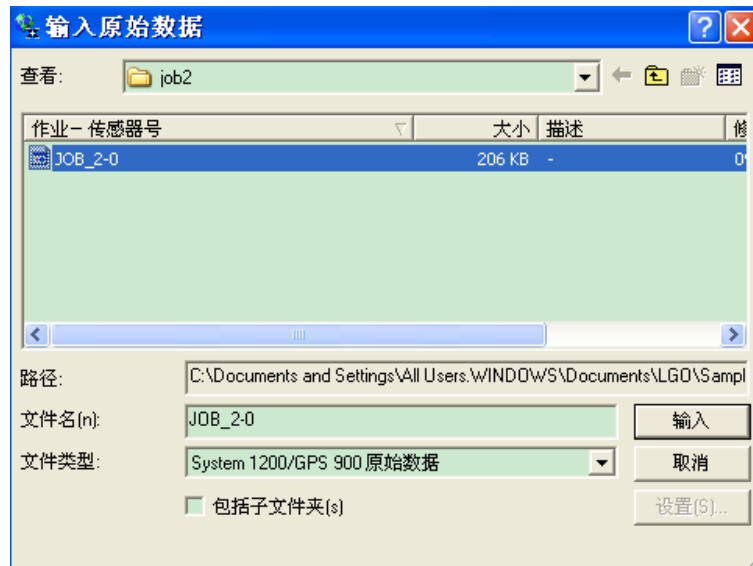 输入原始数据
查看: job2
作业－传感器号 大小 描述 修
JOB_2-0 206 KB - 0
路径: C:\Documents and Settings\All Users.WINDOWS\Documents\LGO\Sampl
文件名(n): JOB_2-0 输入
文件类型: System 1200/GPS 900 原始数据 取消
包括子文件夹(s) 设置(S)...